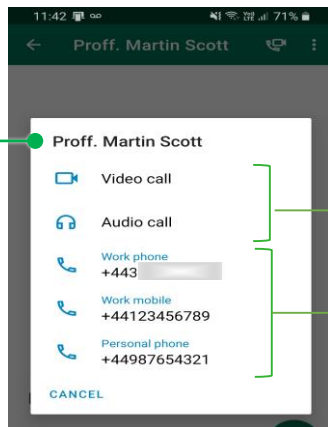 11:42 71%
Proff. Martin Scott
Proff. Martin Scott
Video call
Audio call
Work phone
+443
Work mobile
+44123456789
Personal phone
+44987654321
CANCEL